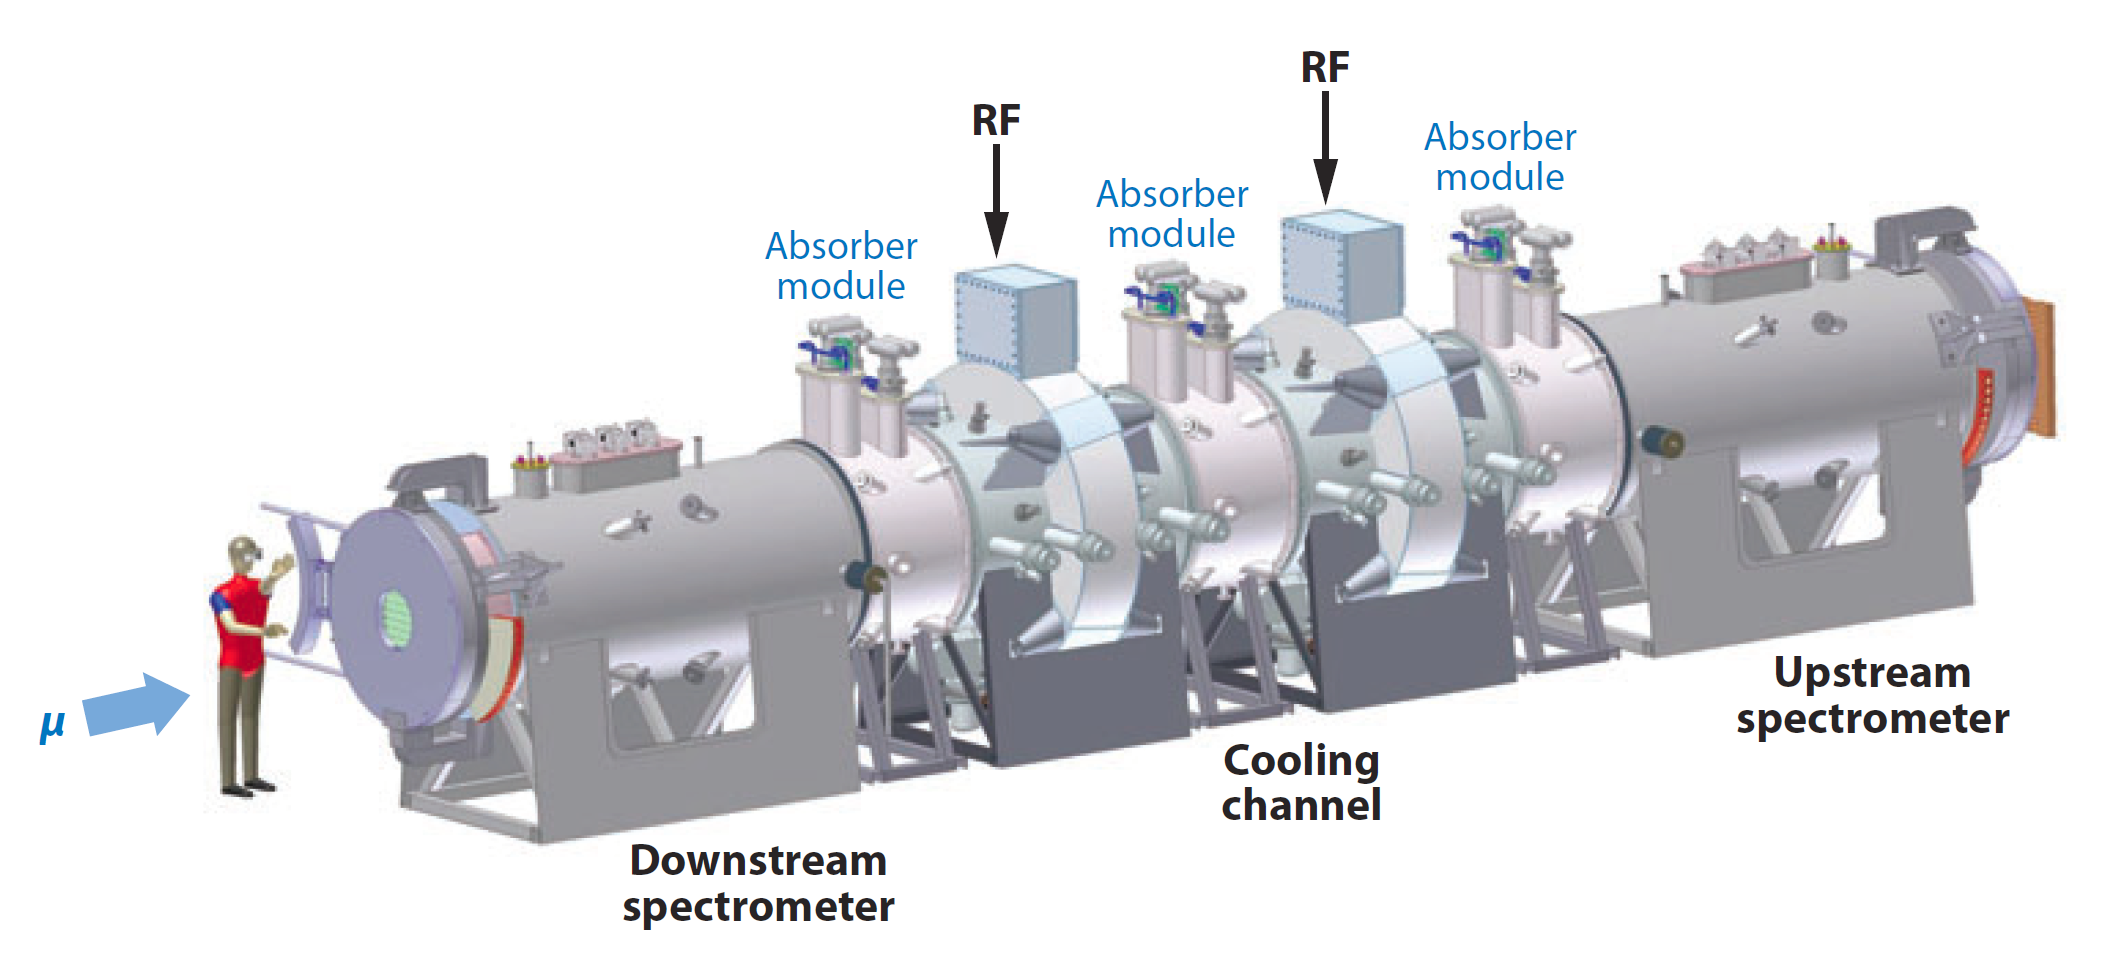 RF
RF
Absorber
module
Absorber
module
Absorber
module
μ
Upstream
spectrometer
Cooling
channel
Downstream
spectrometer